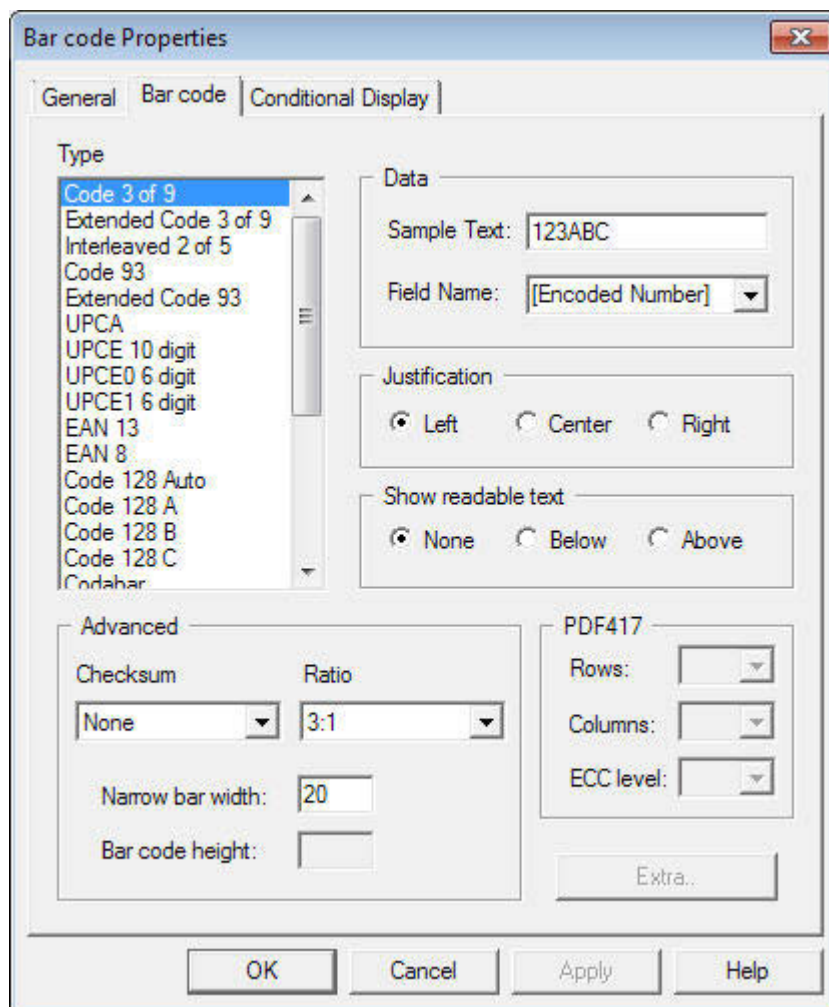 Bar code Properties
General
Bar code
Conditional Display
Type
Code 3 of 9
Extended Code 3 of 9
Interleaved 2 of 5
Code 93
Extended Code 93
UPCA
UPCE 10 digit
UPCE0 6 digit
UPCE1 6 digit
EAN 13
EAN 8
Code 128 Auto
Code 128 A
Code 128 B
Code 128 C
Codabar
Data
Sample Text: 123ABC
Field Name: [Encoded Number]
Justification
Left Center Right
Show readable text
None Below Above
Advanced
Checksum Ratio
None 3:1
Narrow bar width: 20
Bar code height:
PDF417
Rows:
Columns:
ECC level:
Extra..
OK Cancel Apply Help